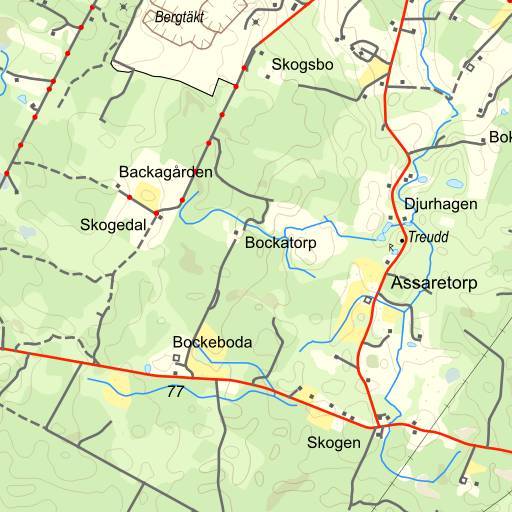 Bergtäkt
Skogsbo
Bok
Backagården
Djurhagen
Skogedal
Treudd
Bockatorp
Assaretorp
Bockeboda
77
Skogen